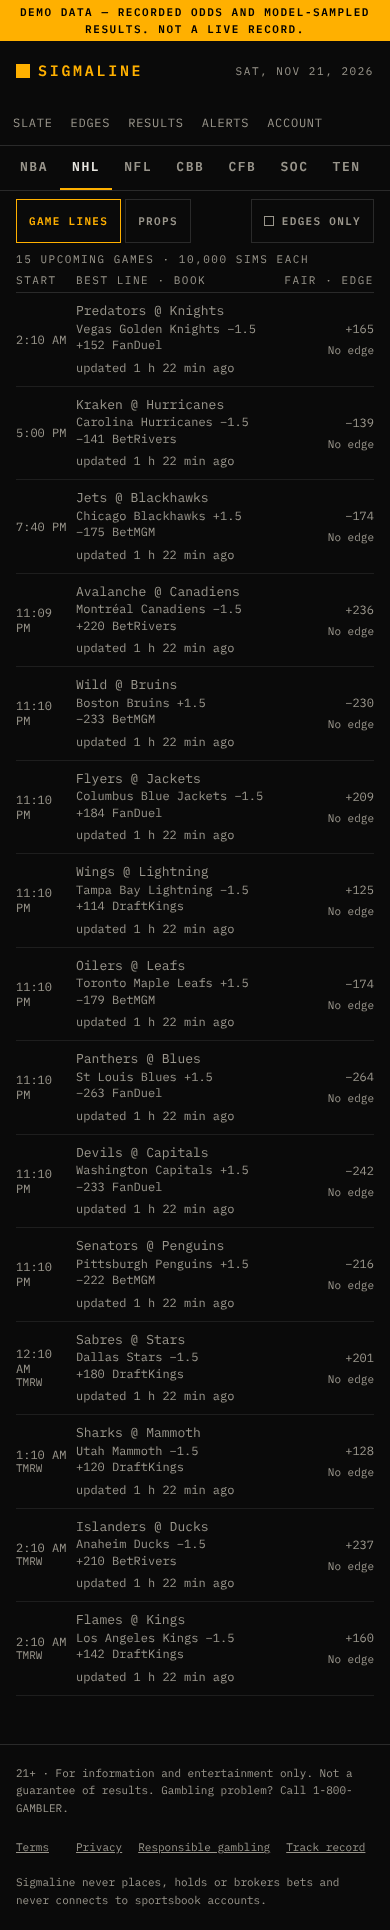 DEMO DATA — RECORDED ODDS AND MODEL-SAMPLED
RESULTS. NOT A LIVE RECORD.
SIGMALINE
SAT, NOV 21, 2026
SLATE EDGES RESULTS ALERTS ACCOUNT
NBA NHL NFL CBB CFB SOC TEN
GAME LINES PROPS EDGES ONLY
15 UPCOMING GAMES · 10,000 SIMS EACH
START BEST LINE · BOOK FAIR · EDGE
Predators @ Knights
Vegas Golden Knights −1.5
2:10 AM +152 FanDuel +165
No edge
updated 1 h 22 min ago
Kraken @ Hurricanes
Carolina Hurricanes −1.5
5:00 PM −141 BetRivers −139
No edge
updated 1 h 22 min ago
Jets @ Blackhawks
Chicago Blackhawks +1.5
7:40 PM −175 BetMGM −174
No edge
updated 1 h 22 min ago
Avalanche @ Canadiens
Montréal Canadiens −1.5
11:09 PM +220 BetRivers +236
No edge
updated 1 h 22 min ago
Wild @ Bruins
Boston Bruins +1.5
11:10 PM −233 BetMGM −230
No edge
updated 1 h 22 min ago
Flyers @ Jackets
Columbus Blue Jackets −1.5
11:10 PM +184 FanDuel +209
No edge
updated 1 h 22 min ago
Wings @ Lightning
Tampa Bay Lightning −1.5
11:10 PM +114 DraftKings +125
No edge
updated 1 h 22 min ago
Oilers @ Leafs
Toronto Maple Leafs +1.5
11:10 PM −179 BetMGM −174
No edge
updated 1 h 22 min ago
Panthers @ Blues
St Louis Blues +1.5
11:10 PM −263 FanDuel −264
No edge
updated 1 h 22 min ago
Devils @ Capitals
Washington Capitals +1.5
11:10 PM −233 FanDuel −242
No edge
updated 1 h 22 min ago
Senators @ Penguins
Pittsburgh Penguins +1.5
11:10 PM −222 BetMGM −216
No edge
updated 1 h 22 min ago
Sabres @ Stars
Dallas Stars −1.5
12:10 AM TMRW +180 DraftKings +201
No edge
updated 1 h 22 min ago
Sharks @ Mammoth
Utah Mammoth −1.5
1:10 AM TMRW +120 DraftKings +128
No edge
updated 1 h 22 min ago
Islanders @ Ducks
Anaheim Ducks −1.5
2:10 AM TMRW +210 BetRivers +237
No edge
updated 1 h 22 min ago
Flames @ Kings
Los Angeles Kings −1.5
2:10 AM TMRW +142 FanDuel +160
No edge
updated 1 h 22 min ago
21+ · For information and entertainment only. Not a
guarantee of results. Gambling problem? Call 1-800-
GAMBLER.
Terms Privacy Responsible gambling Track record
Sigmaline never places, holds or brokers bets and
never connects to sportsbook accounts.